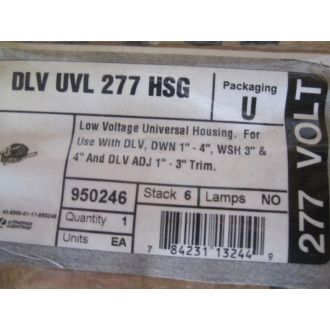 DLV UVL 277 HSG
Packaging
U
Low Voltage Universal Housing. For
Use With DLV, DWN 1" - 4", WSH 3" &
4" And DLV ADJ 1" - 3" Trim.
950246
Stack 6
Lamps NO
Quantity 1
Units EA
7 84231 13244 9
277 VOLT